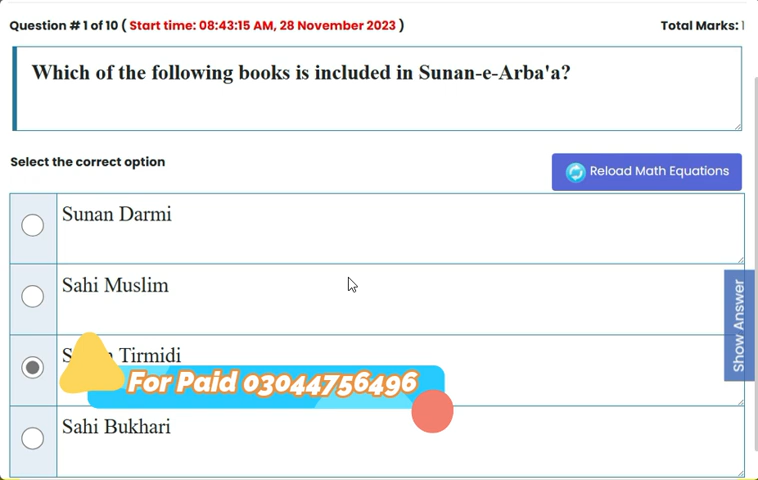 Question # 1 of 10 ( Start time: 08:43:15 AM, 28 November 2023 ) Total Marks: 1
Which of the following books is included in Sunan-e-Arba'a?
Select the correct option
Reload Math Equations
Sunan Darmi
Sahi Muslim
Show Answer
Tirmidi
For Paid 03044756496
Sahi Bukhari